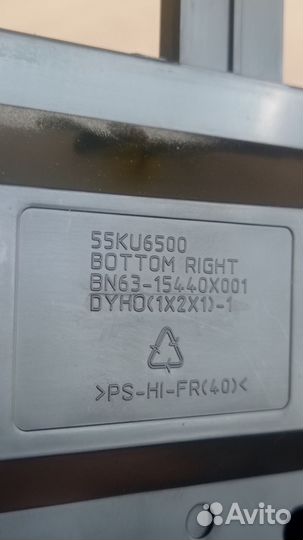 55KU6500
BOTTOM RIGHT
BN63-15440X001
DYHO(1X2X1)-1
>PS-HI-FR(40)<
Avito